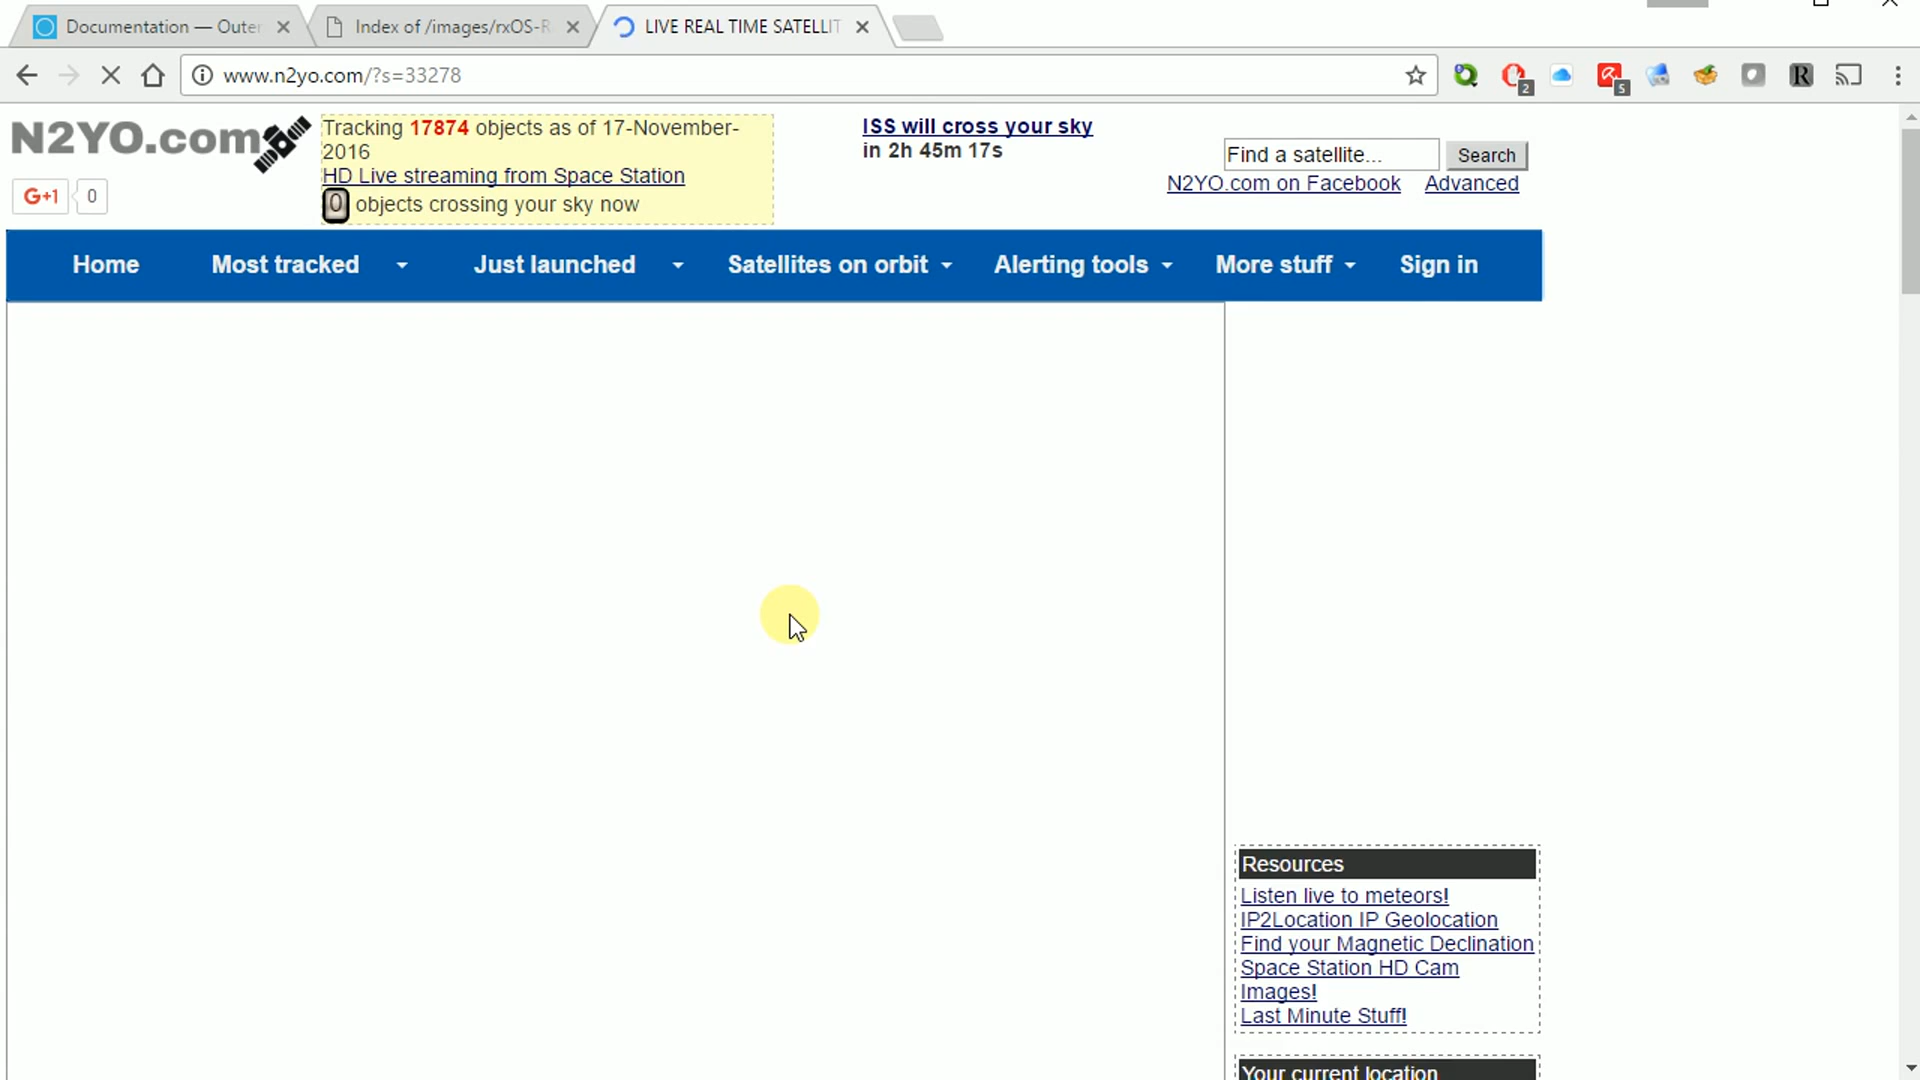 Documentation — Outer
Index of /images/rxOS-R
LIVE REAL TIME SATELLIT
www.n2yo.com/?s=33278
2
5
R
N2YO.com
G+1 0
Tracking 17874 objects as of 17-November-
2016
HD Live streaming from Space Station
0 objects crossing your sky now
ISS will cross your sky
in 2h 45m 17s
Find a satellite... Search
N2YO.com on Facebook Advanced
Home Most tracked Just launched Satellites on orbit Alerting tools More stuff Sign in
Resources
Listen live to meteors!
IP2Location IP Geolocation
Find your Magnetic Declination
Space Station HD Cam
Images!
Last Minute Stuff!
Your current location